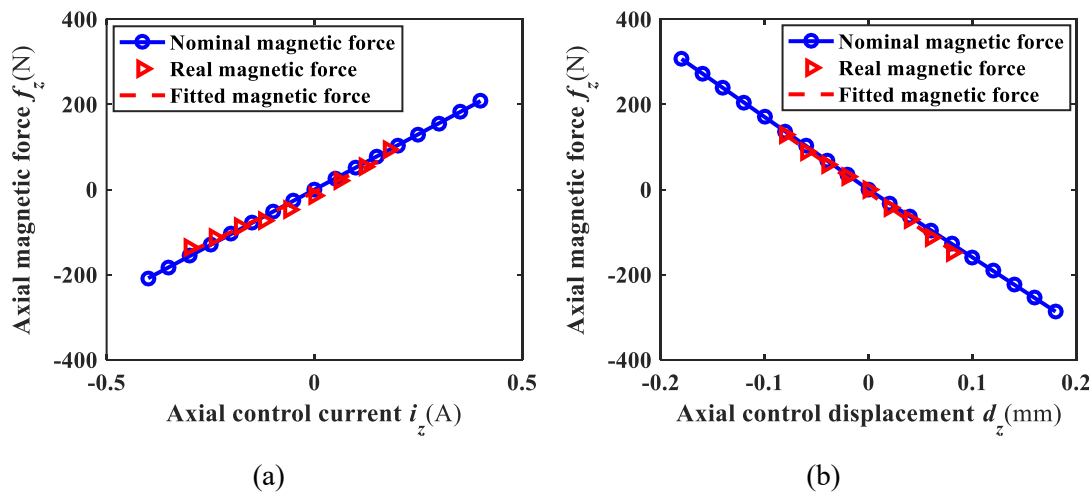 400
200
0
-200
-400
Axial magnetic force f_z(N)
Nominal magnetic force
Real magnetic force
Fitted magnetic force
-0.5
0
0.5
Axial control current i_z(A)
(a)
400
200
0
-200
-400
Axial magnetic force f_z(N)
Nominal magnetic force
Real magnetic force
Fitted magnetic force
-0.2
-0.1
0
0.1
0.2
Axial control displacement d_z(mm)
(b)